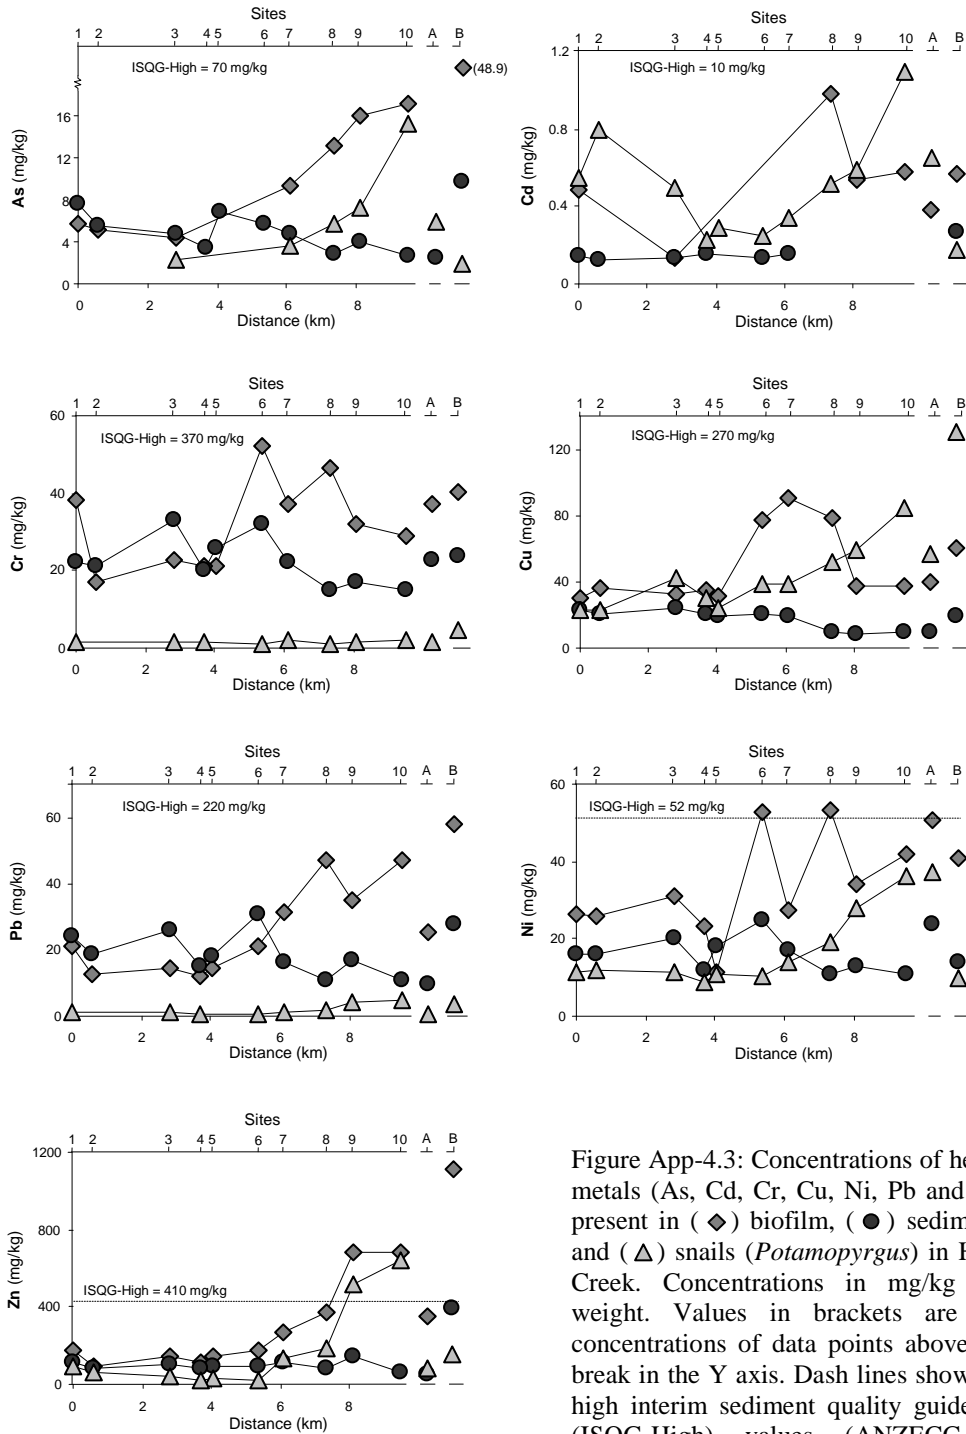 Sites
1 2 3 4 5 6 7 8 9 10 A B
ISQG-High = 70 mg/kg
(48.9)
16
12
8
4
0
As (mg/kg)
0 2 4 6 8
Distance (km)
Sites
1 2 3 4 5 6 7 8 9 10 A B
1.2
ISQG-High = 10 mg/kg
0.8
0.4
0
Cd (mg/kg)
0 2 4 6 8
Distance (km)
Sites
1 2 3 4 5 6 7 8 9 10 A B
60
ISQG-High = 370 mg/kg
40
20
0
Cr (mg/kg)
0 2 4 6 8
Distance (km)
Sites
1 2 3 4 5 6 7 8 9 10 A B
ISQG-High = 270 mg/kg
120
80
40
0
Cu (mg/kg)
0 2 4 6 8
Distance (km)
Sites
1 2 3 4 5 6 7 8 9 10 A B
ISQG-High = 220 mg/kg
60
40
20
0
Pb (mg/kg)
0 2 4 6 8
Distance (km)
Sites
1 2 3 4 5 6 7 8 9 10 A B
60
ISQG-High = 52 mg/kg
40
20
0
Ni (mg/kg)
0 2 4 6 8
Distance (km)
Sites
1 2 3 4 5 6 7 8 9 10 A B
1200
800
ISQG-High = 410 mg/kg
400
0
Zn (mg/kg)
0 2 4 6 8
Distance (km)
Figure App-4.3: Concentrations of he
metals (As, Cd, Cr, Cu, Ni, Pb and
present in ( ) biofilm, ( ) sedim
and ( ) snails (Potamopyrgus) in
Creek. Concentrations in mg/kg
weight. Values in brackets are
concentrations of data points above
break in the Y axis. Dash lines show
high interim sediment quality guide
(ISQG-High) values (ANZECC